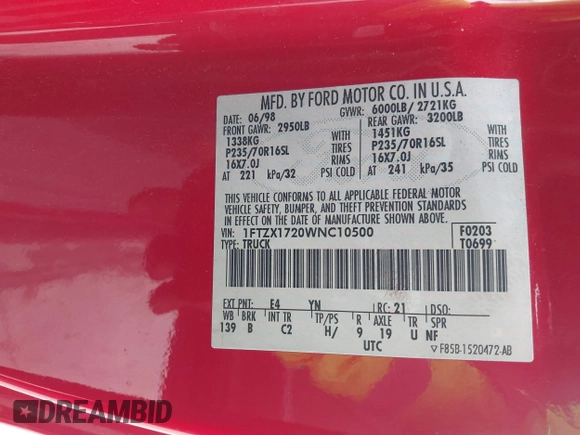 MFD. BY FORD MOTOR CO. IN U.S.A.
DATE: 06/98 GVWR: 6000LB/ 2721KG
FRONT GAWR: 2950LB REAR GAWR: 3200LB
1338KG WITH 1451KG WITH
P235/70R16SL TIRES P235/70R16SL TIRES
16X7.0J RIMS 16X7.0J RIMS
AT 221 kPa/32 PSI COLD AT 241 kPa/35 PSI COLD
THIS VEHICLE CONFORMS TO ALL APPLICABLE FEDERAL MOTOR
VEHICLE SAFETY, BUMPER, AND THEFT PREVENTION STANDARDS
IN EFFECT ON THE DATE OF MANUFACTURE SHOWN ABOVE.
VIN: 1FTZX1720WNC10500 F0203
TYPE: TRUCK T0699
EXT PNT: E4 YN RC: 21 DSO:
WB BRK INT TR TP/PS R AXLE TR SPR
139 B C2 H/ 9 19 U NF
UTC F85B-1520472-AB
DREAMBID